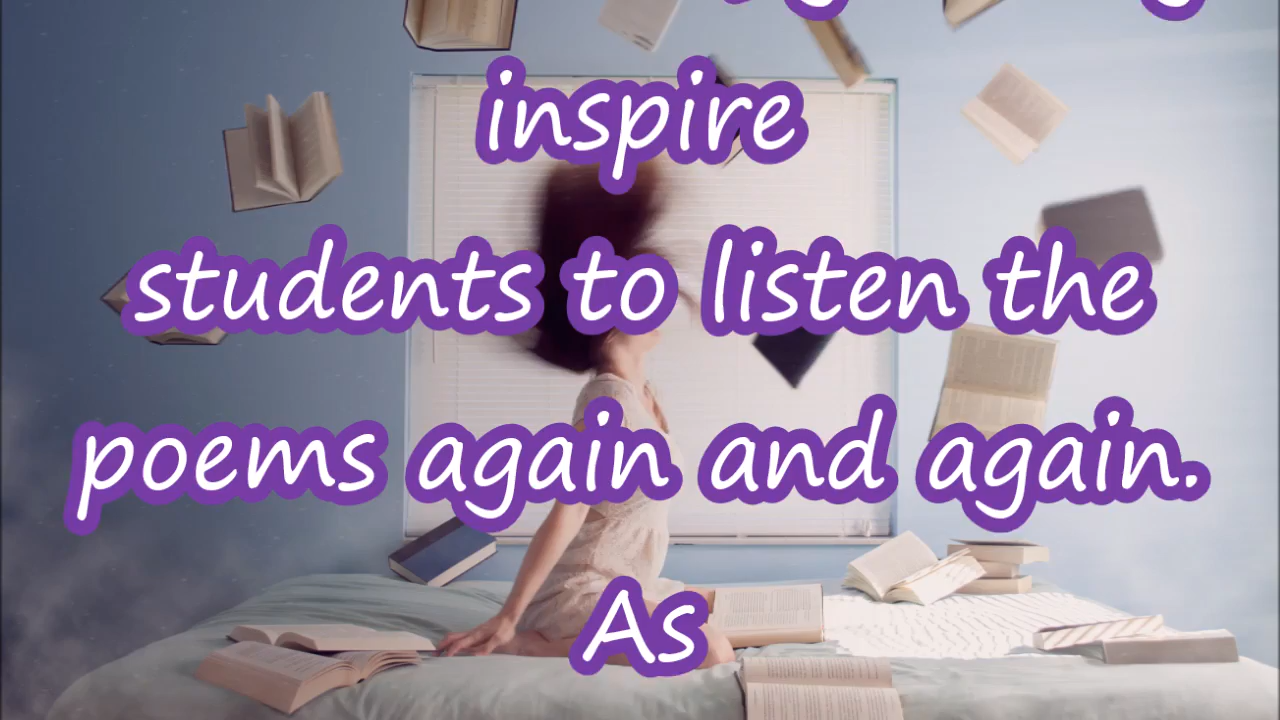 inspire
students to listen the
poems again and again.
As